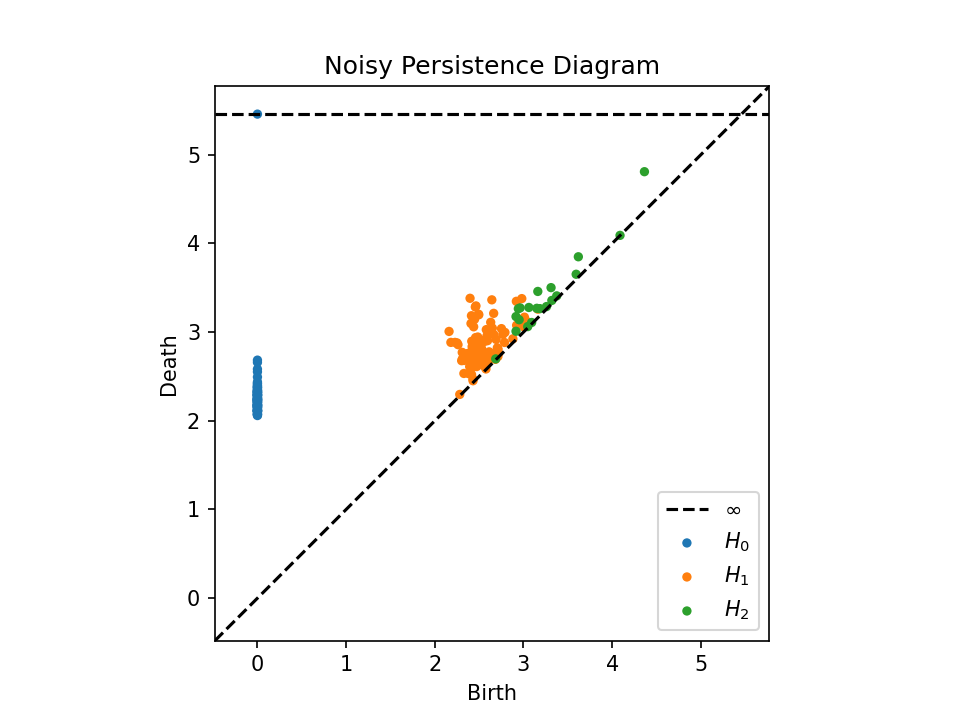 Noisy Persistence Diagram
Death
5
4
3
2
1
0
0 1 2 3 4 5
Birth
∞
H₀
H₁
H₂